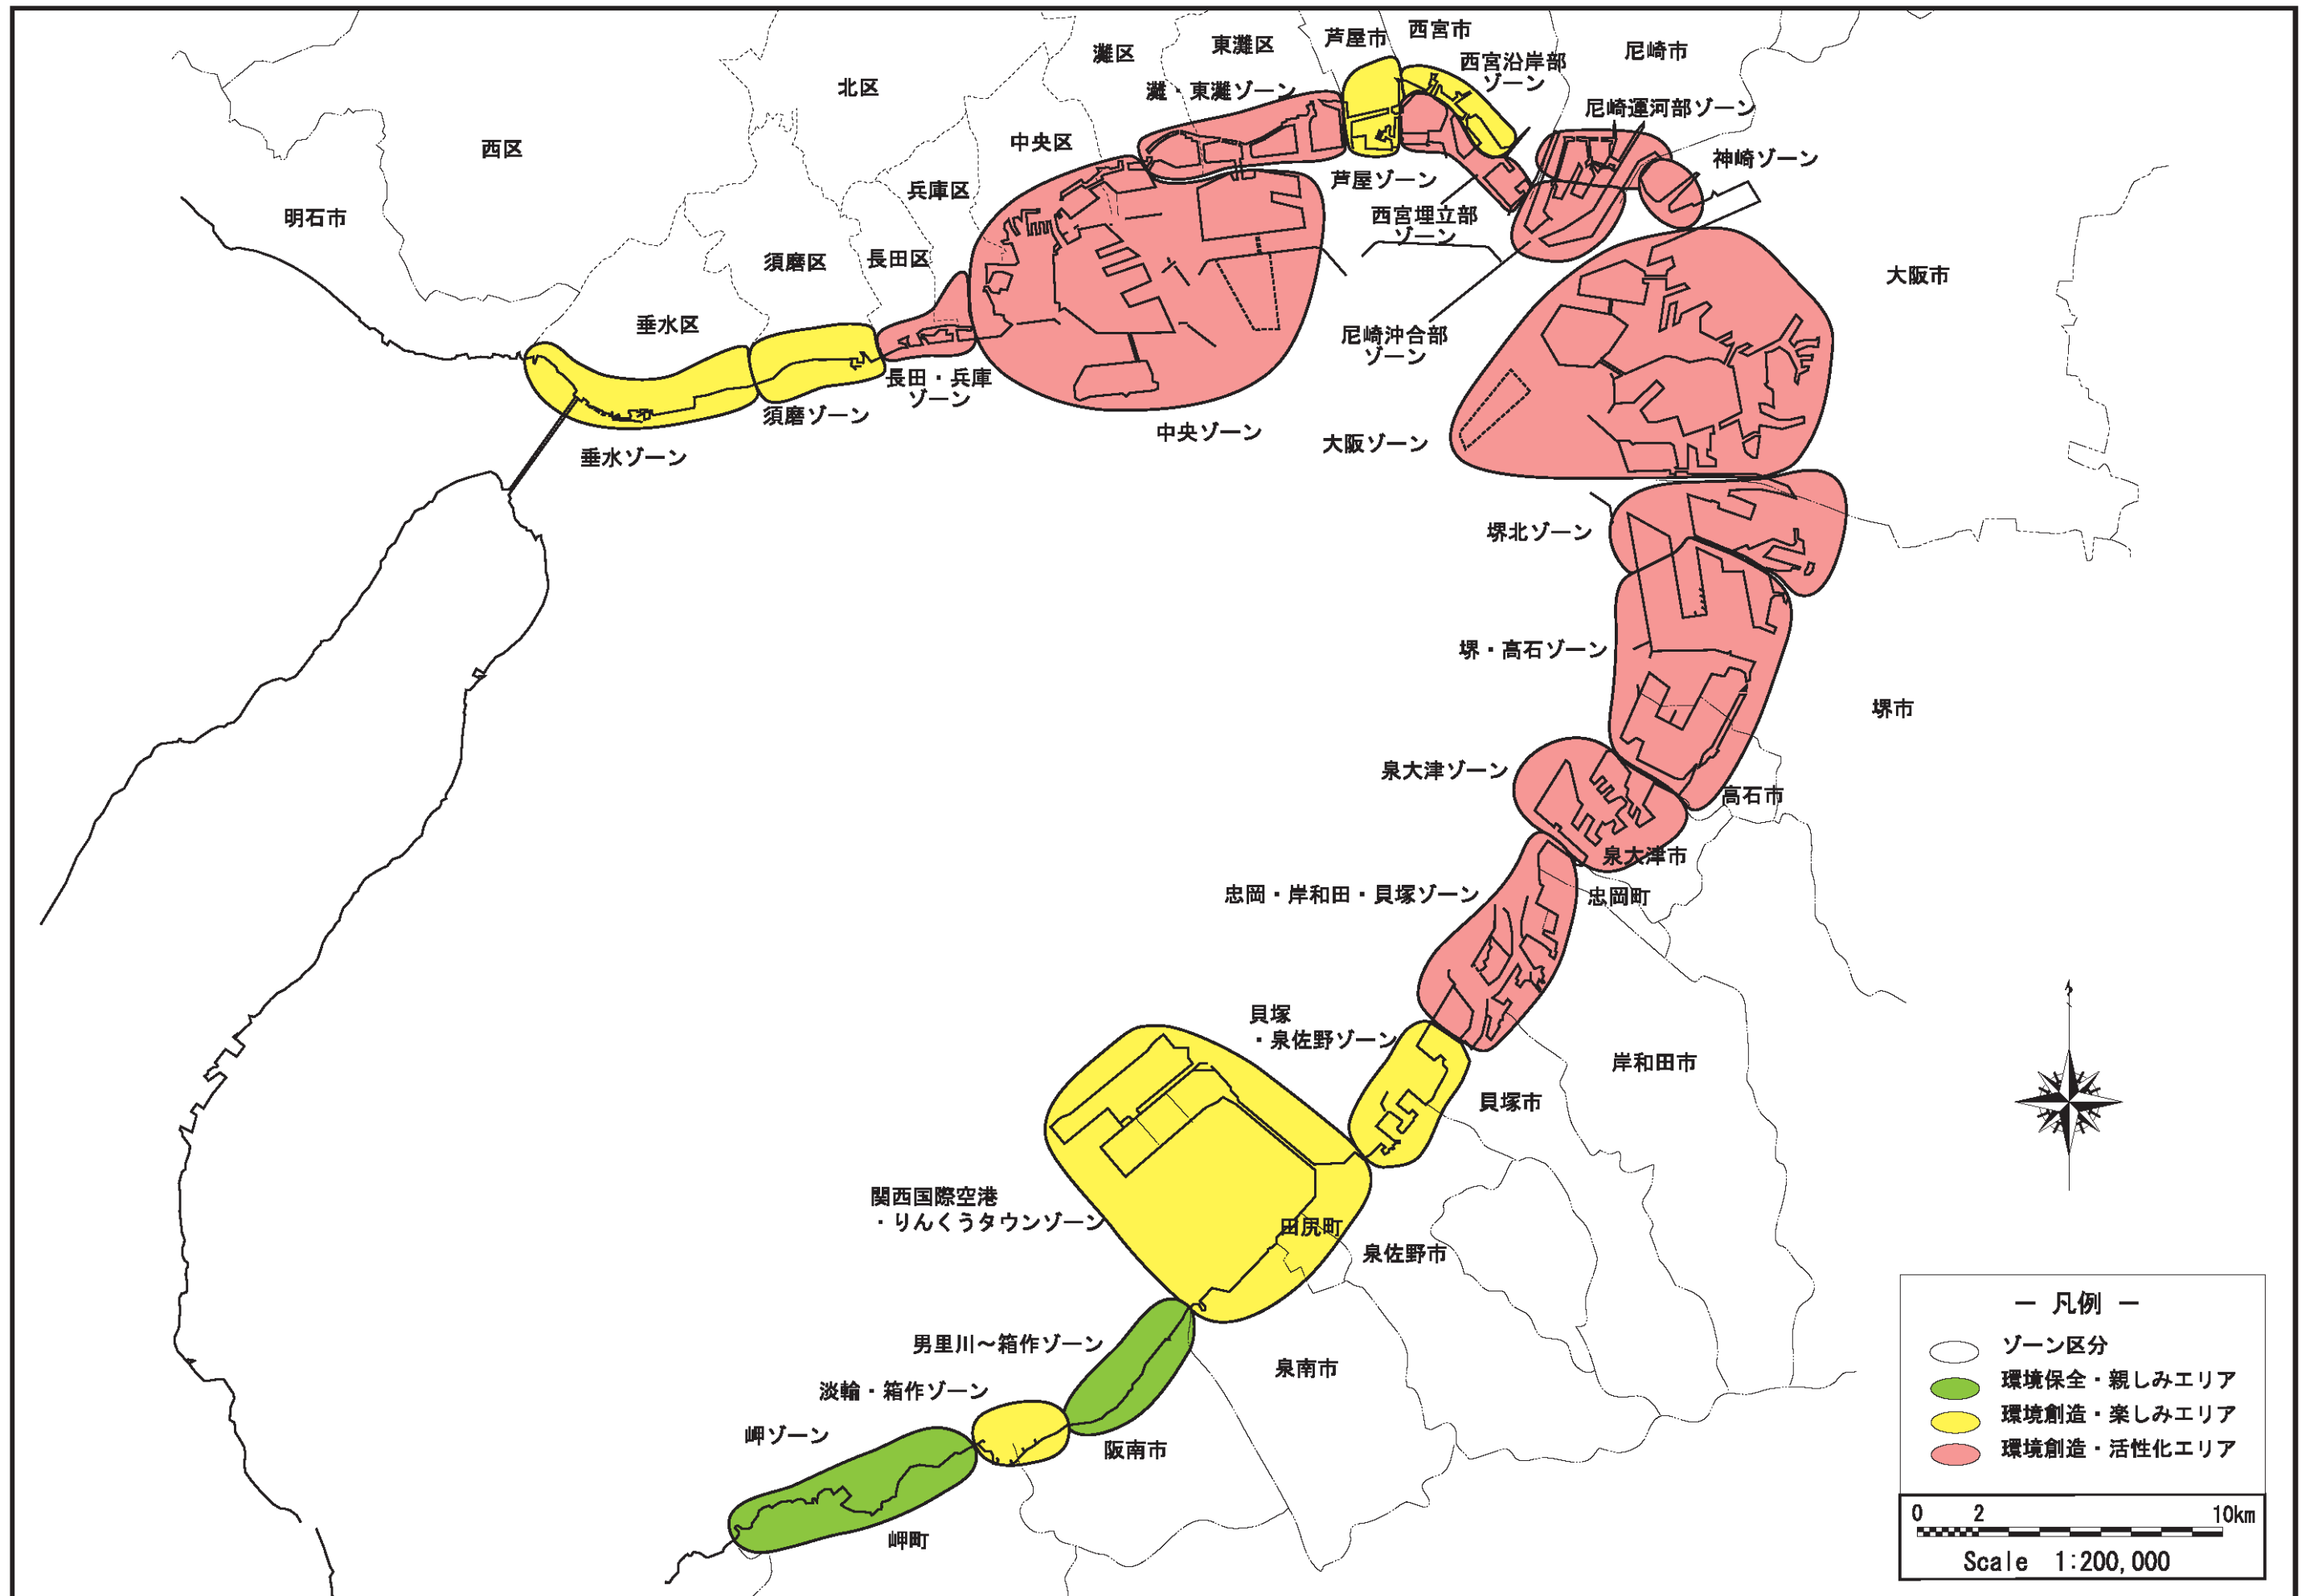 灘区
東灘区
芦屋市
西宮市
西宮沿岸部
ゾーン
尼崎市
北区
灘・東灘ゾーン
尼崎運河部ゾーン
西区
中央区
神崎ゾーン
芦屋ゾーン
兵庫区
明石市
西宮埋立部
ゾーン
須磨区
長田区
大阪市
垂水区
尼崎沖合部
ゾーン
長田・兵庫
ゾーン
須磨ゾーン
中央ゾーン
大阪ゾーン
垂水ゾーン
堺北ゾーン
堺・高石ゾーン
堺市
泉大津ゾーン
高石市
泉大津市
忠岡・岸和田・貝塚ゾーン
忠岡町
貝塚
・泉佐野ゾーン
岸和田市
貝塚市
関西国際空港
・りんくうタウンゾーン
田尻町
泉佐野市
男里川～箱作ゾーン
泉南市
淡輪・箱作ゾーン
岬ゾーン
阪南市
岬町
― 凡例 ―
ゾーン区分
環境保全・親しみエリア
環境創造・楽しみエリア
環境創造・活性化エリア
0 2 10km
Scale 1:200,000